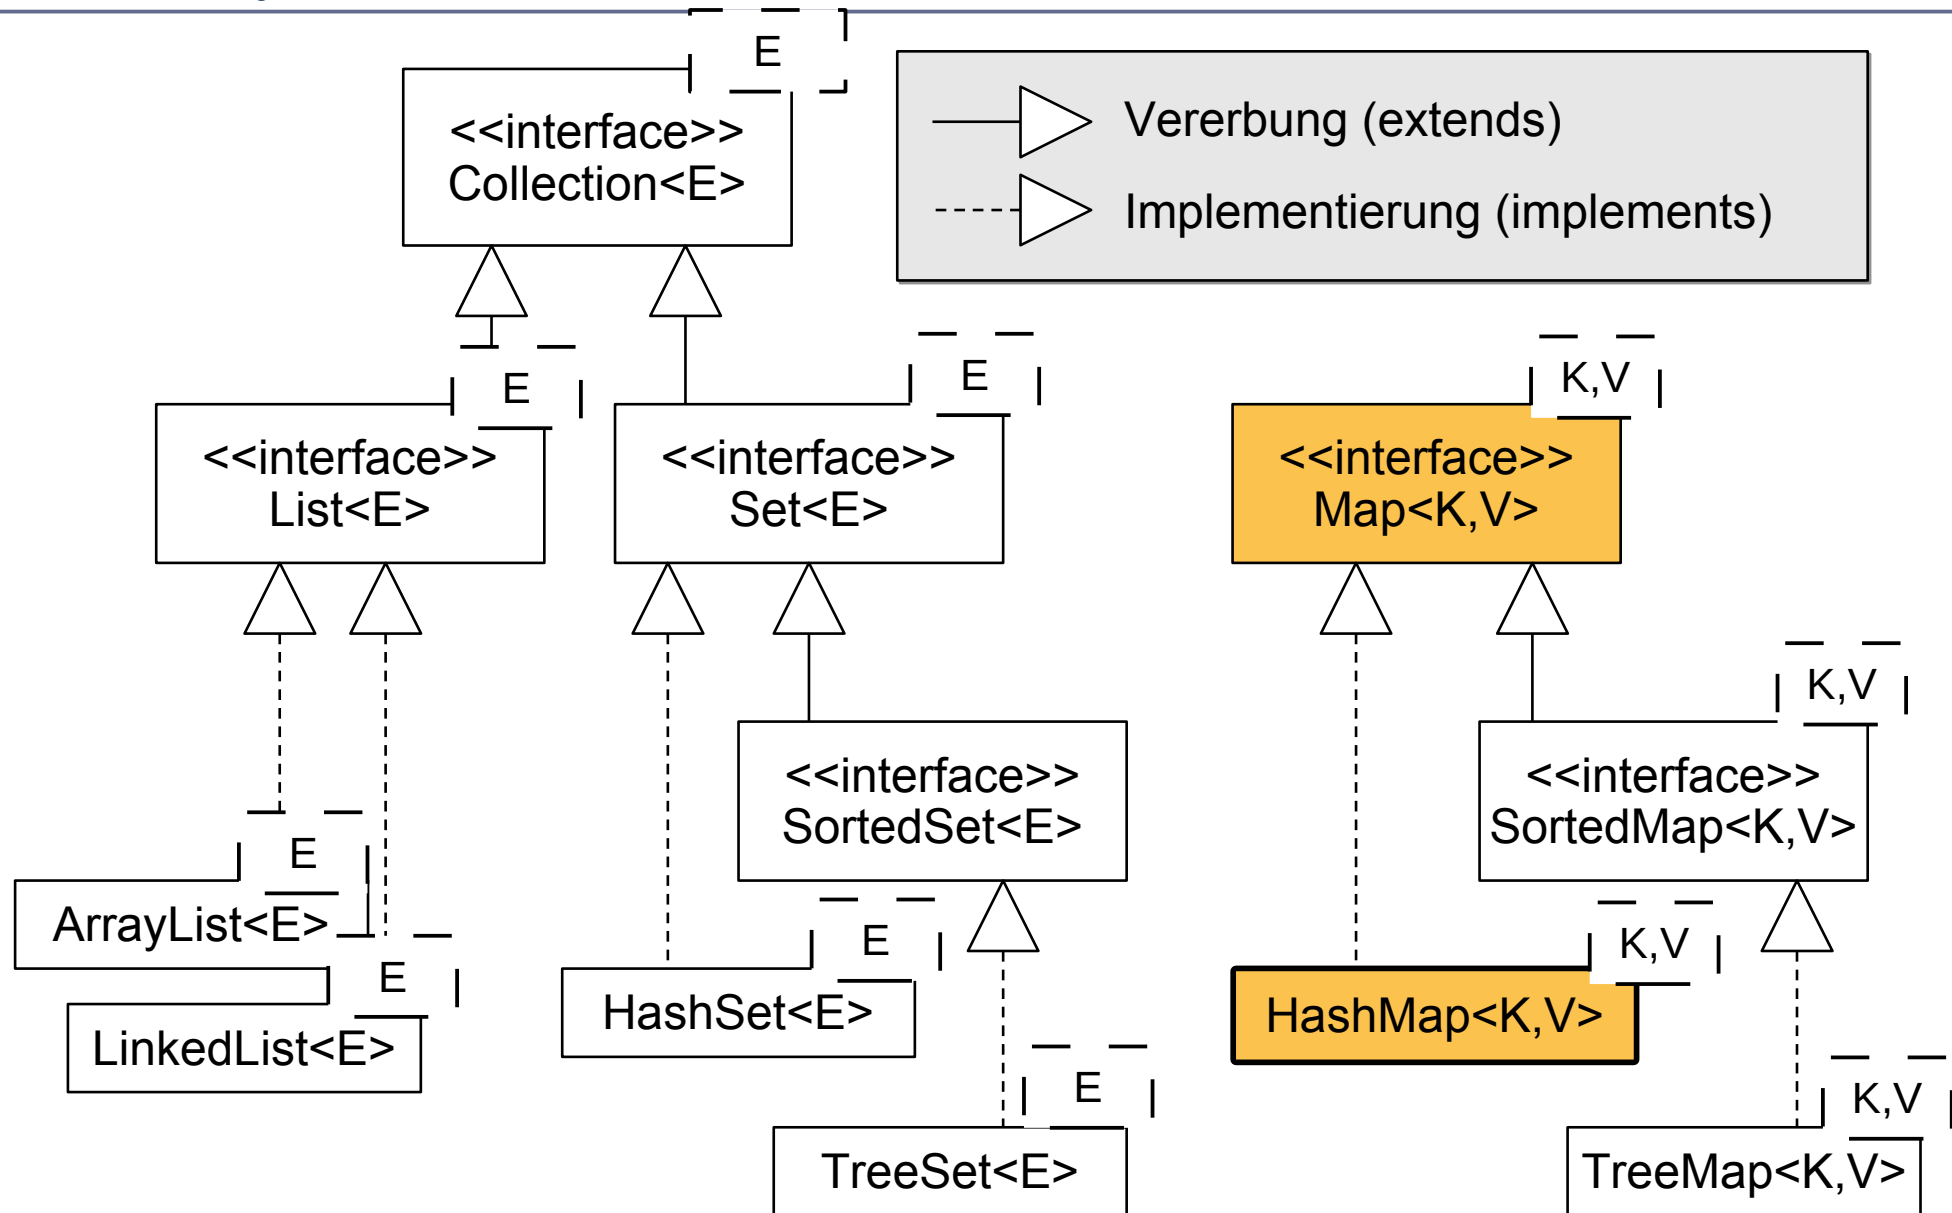 E
<<interface>>
Collection<E>
Vererbung (extends)
Implementierung (implements)
E
<<interface>>
List<E>
E
<<interface>>
Set<E>
K,V
<<interface>>
Map<K,V>
<<interface>>
SortedSet<E>
K,V
<<interface>>
SortedMap<K,V>
E
ArrayList<E>
E
LinkedList<E>
E
HashSet<E>
K,V
HashMap<K,V>
E
TreeSet<E>
K,V
TreeMap<K,V>